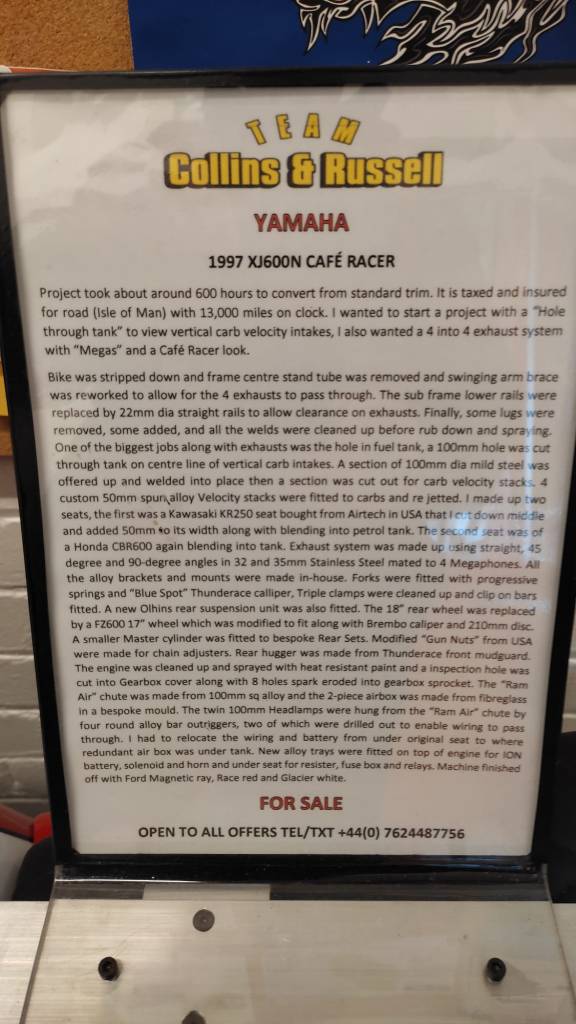 TEAM
Collins & Russell
YAMAHA
1997 XJ600N CAFÉ RACER
Project took about around 600 hours to convert from standard trim. It is taxed and insured
for road (Isle of Man) with 13,000 miles on clock. I wanted to start a project with a "Hole
through tank" to view vertical carb velocity intakes, I also wanted a 4 into 4 exhaust system
with "Megas" and a Café Racer look.
Bike was stripped down and frame centre stand tube was removed and swinging arm brace
was reworked to allow for the 4 exhausts to pass through. The sub frame lower rails were
replaced by 22mm dia straight rails to allow clearance on exhausts. Finally, some lugs were
removed, some added, and all the welds were cleaned up before rub down and spraying.
One of the biggest jobs along with exhausts was the hole in fuel tank, a 100mm hole was cut
through tank on centre line of vertical carb intakes. A section of 100mm dia mild steel was
offered up and welded into place then a section was cut out for carb velocity stacks. 4
custom 50mm spun alloy Velocity stacks were fitted to carbs and re jetted. I made up two
seats, the first was a Kawasaki KR250 seat bought from Airtech in USA that I cut down middle
and added 50mm to its width along with blending into petrol tank. The second seat was of
a Honda CBR600 again blending into tank. Exhaust system was made up using straight, 45
degree and 90-degree angles in 32 and 35mm Stainless Steel mated to 4 Megaphones. All
the alloy brackets and mounts were made in-house. Forks were fitted with progressive
springs and "Blue Spot" Thunderace calliper, Triple clamps were cleaned up and clip on bars
fitted. A new Olhins rear suspension unit was also fitted. The 18" rear wheel was replaced
by a FZ600 17" wheel which was modified to fit along with Brembo caliper and 210mm disc.
A smaller Master cylinder was fitted to bespoke Rear Sets. Modified "Gun Nuts" from USA
were made for chain adjusters. Rear hugger was made from Thunderace front mudguard.
The engine was cleaned up and sprayed with heat resistant paint and a inspection hole was
cut into Gearbox cover along with 8 holes spark eroded into gearbox sprocket. The "Ram
Air" chute was made from 100mm sq alloy and the 2-piece airbox was made from fibreglass
in a bespoke mould. The twin 100mm Headlamps were hung from the "Ram Air" chute by
four round alloy bar outriggers, two of which were drilled out to enable wiring to pass
through. I had to relocate the wiring and battery from under original seat to where
redundant air box was under tank. New alloy trays were fitted on top of engine for ION
battery, solenoid and horn and under seat for resister, fuse box and relays. Machine finished
off with Ford Magnetic ray, Race red and Glacier white.
FOR SALE
OPEN TO ALL OFFERS TEL/TXT +44(0) 7624487756